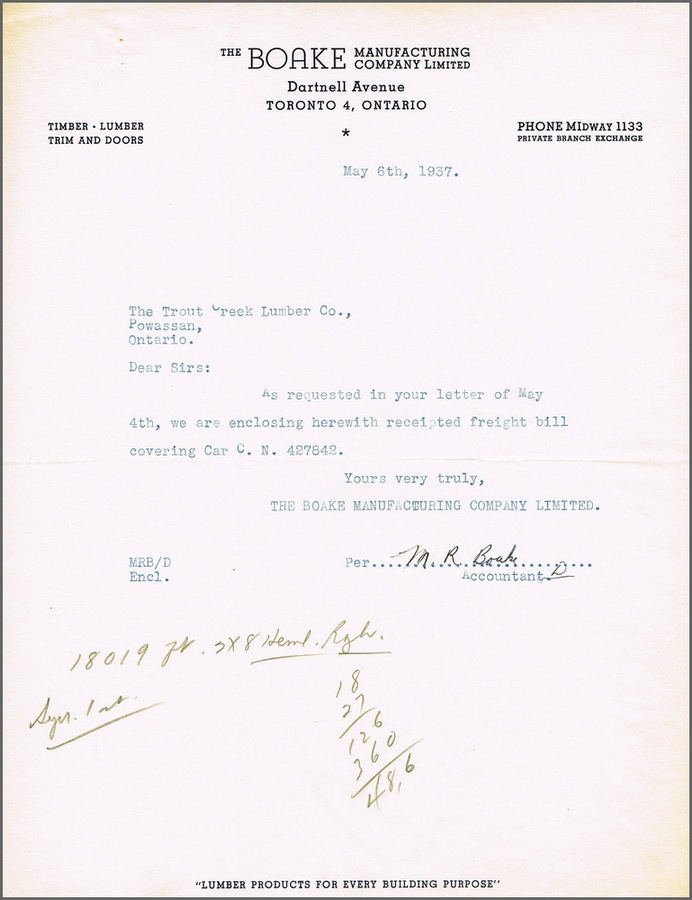 THE BOAKE MANUFACTURING COMPANY LIMITED
Dartnell Avenue
TORONTO 4, ONTARIO
TIMBER · LUMBER
TRIM AND DOORS
*
PHONE MIDWAY 1133
PRIVATE BRANCH EXCHANGE
May 6th, 1937.
The Trout Creek Lumber Co.,
Powassan,
Ontario.
Dear Sirs:
As requested in your letter of May
4th, we are enclosing herewith receipted freight bill
covering Car C. N. 427842.
Yours very truly,
THE BOAKE MANUFACTURING COMPANY LIMITED.
MRB/D
Encl.
Per....M R Boake..........
Accountant. D
18019 ft. 2X8 Heml. Rgh.
18
27
126
360
48,6
"LUMBER PRODUCTS FOR EVERY BUILDING PURPOSE"